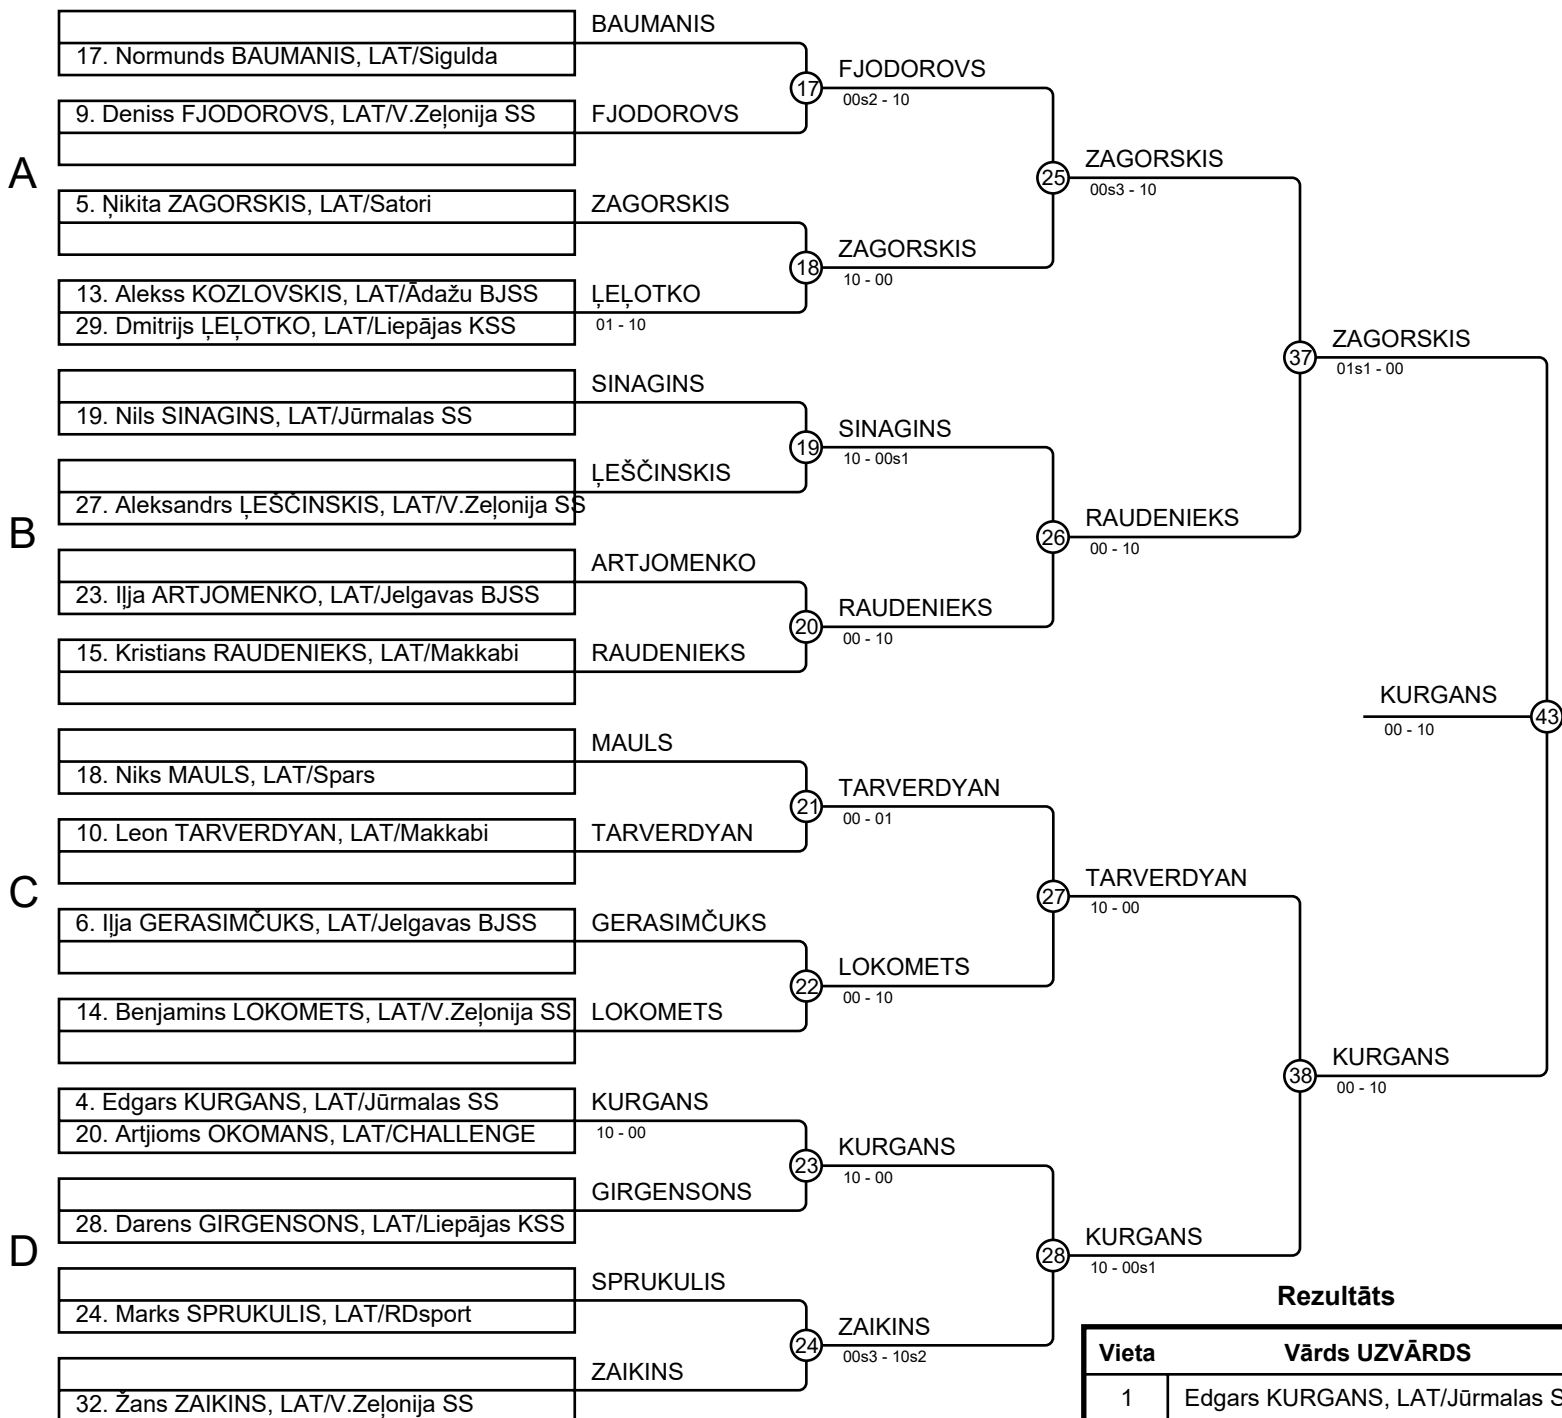 A
17. Normunds BAUMANIS, LAT/Sigulda
9. Deniss FJODOROVS, LAT/V.Zeļonija SS
5. Ņikita ZAGORSKIS, LAT/Satori
13. Alekss KOZLOVSKIS, LAT/Ādažu BJSS
29. Dmitrijs ĻEĻOTKO, LAT/Liepājas KSS
B
19. Nils SINAGINS, LAT/Jūrmalas SS
27. Aleksandrs ĻEŠČINSKIS, LAT/V.Zeļonija SS
23. Iļja ARTJOMENKO, LAT/Jelgavas BJSS
15. Kristians RAUDENIEKS, LAT/Makkabi
C
18. Niks MAULS, LAT/Spars
10. Leon TARVERDYAN, LAT/Makkabi
6. Iļja GERASIMČUKS, LAT/Jelgavas BJSS
14. Benjamins LOKOMETS, LAT/V.Zeļonija SS
D
4. Edgars KURGANS, LAT/Jūrmalas SS
20. Artjioms OKOMANS, LAT/CHALLENGE
28. Darens GIRGENSONS, LAT/Liepājas KSS
24. Marks SPRUKULIS, LAT/RDsport
32. Žans ZAIKINS, LAT/V.Zeļonija SS
BAUMANIS
FJODOROVS
ZAGORSKIS
ĻEĻOTKO
01 - 10
SINAGINS
ĻEŠČINSKIS
ARTJOMENKO
RAUDENIEKS
MAULS
TARVERDYAN
GERASIMČUKS
LOKOMETS
KURGANS
10 - 00
GIRGENSONS
SPRUKULIS
ZAIKINS
17
FJODOROVS
00s2 - 10
18
ZAGORSKIS
10 - 00
19
SINAGINS
10 - 00s1
20
RAUDENIEKS
00 - 10
21
TARVERDYAN
00 - 01
22
LOKOMETS
00 - 10
23
KURGANS
10 - 00
24
ZAIKINS
00s3 - 10s2
25
ZAGORSKIS
00s3 - 10
26
RAUDENIEKS
00 - 10
27
TARVERDYAN
10 - 00
28
KURGANS
10 - 00s1
37
ZAGORSKIS
01s1 - 00
38
KURGANS
00 - 10
KURGANS
00 - 10
43
Rezultāts
Vieta Vārds UZVĀRDS
1 Edgars KURGANS, LAT/Jūrmalas S